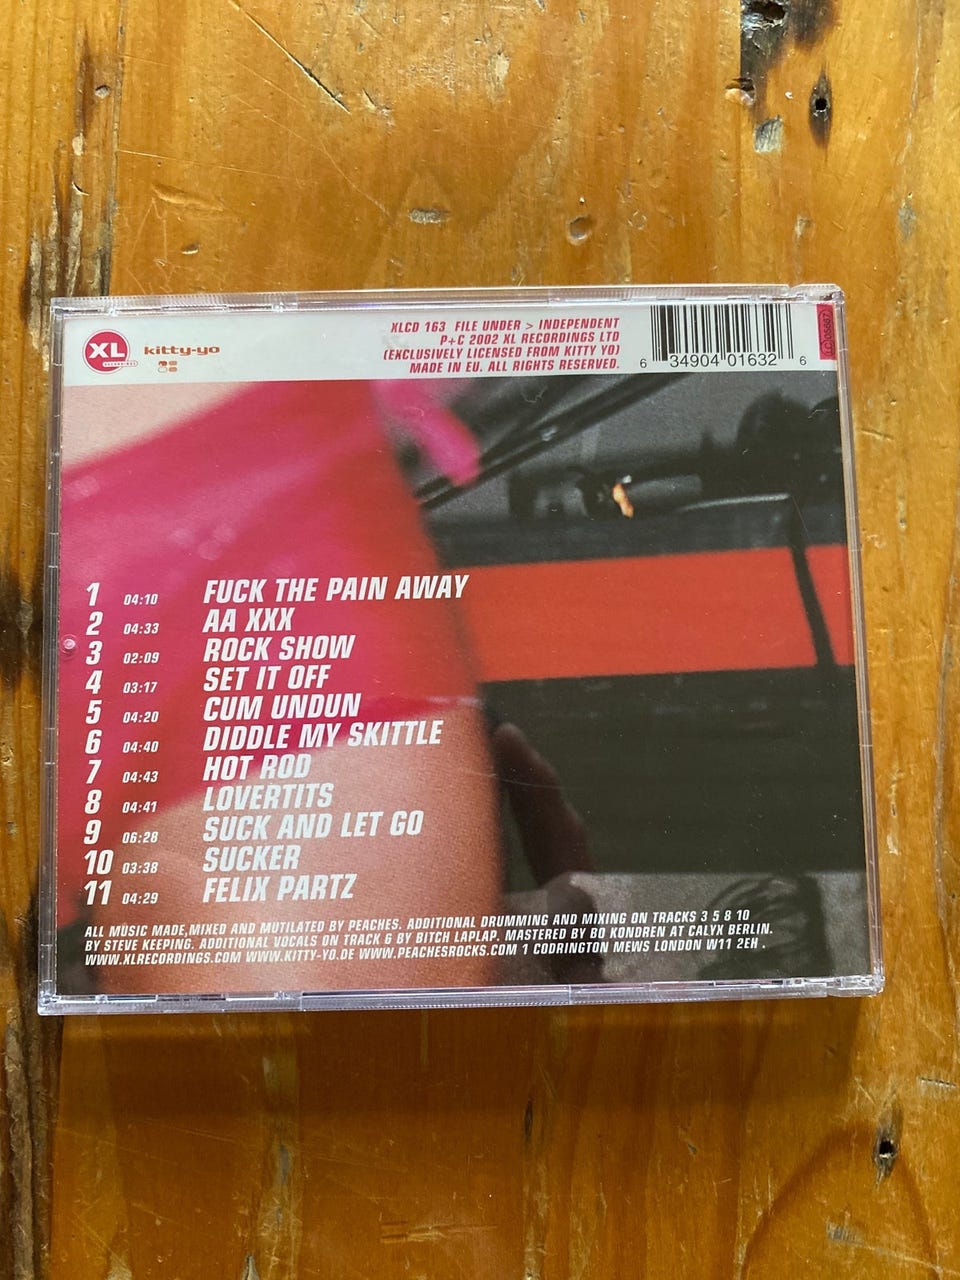 XL
RECORDINGS
kitty-yo
XLCD 163 FILE UNDER > INDEPENDENT
P+C 2002 XL RECORDINGS LTD
(EXCLUSIVELY LICENSED FROM KITTY YO)
MADE IN EU. ALL RIGHTS RESERVED.
6 34904 01632 6
1 04:10 FUCK THE PAIN AWAY
2 04:33 AA XXX
3 02:09 ROCK SHOW
4 03:17 SET IT OFF
5 04:20 CUM UNDUN
6 04:40 DIDDLE MY SKITTLE
7 04:43 HOT ROD
8 04:41 LOVERTITS
9 06:28 SUCK AND LET GO
10 03:38 SUCKER
11 04:29 FELIX PARTZ
ALL MUSIC MADE,MIXED AND MUTILATED BY PEACHES. ADDITIONAL DRUMMING AND MIXING ON TRACKS 3 5 8 10
BY STEVE KEEPING. ADDITIONAL VOCALS ON TRACK 6 BY BITCH LAPLAP. MASTERED BY BO KONDREN AT CALYX BERLIN.
WWW.XLRECORDINGS.COM WWW.KITTY-YO.DE WWW.PEACHESROCKS.COM 1 CODRINGTON MEWS LONDON W11 2EH .